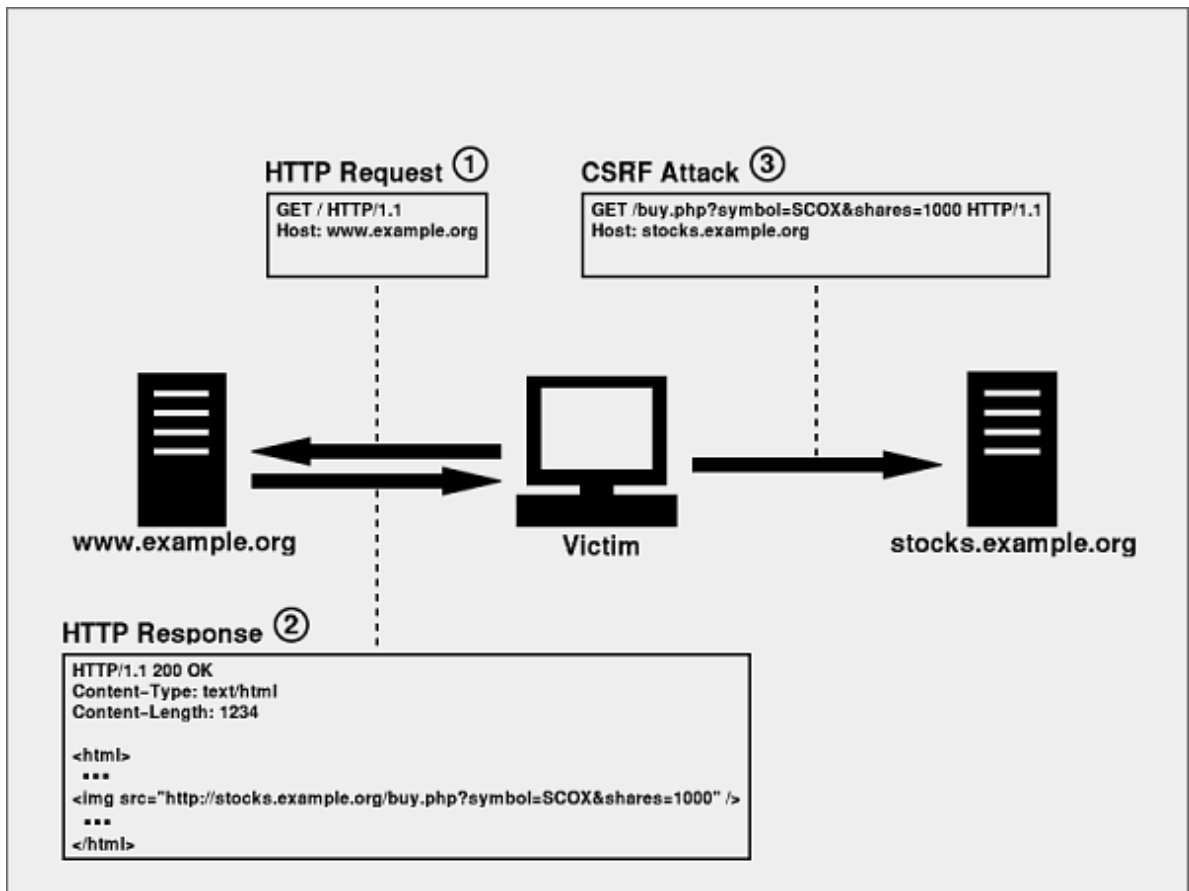 HTTP Request ①
GET / HTTP/1.1
Host: www.example.org
CSRF Attack ③
GET /buy.php?symbol=SCOX&shares=1000 HTTP/1.1
Host: stocks.example.org
www.example.org
Victim
stocks.example.org
HTTP Response ②
HTTP/1.1 200 OK
Content-Type: text/html
Content-Length: 1234
<html>
...
<img src="http://stocks.example.org/buy.php?symbol=SCOX&shares=1000" />
...
</html>